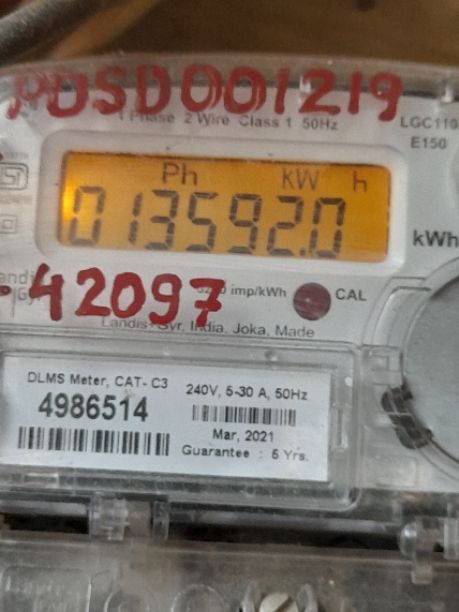 PDSD001219
1 Phase 2 Wire Class 1 50Hz
LGC110
E150
Ph kW h
013592.0
kWh
42097
imp/kWh
CAL
Landis+Gyr, India, Joka, Made
DLMS Meter, CAT- C3
4986514
240V, 5-30 A, 50Hz
Mar, 2021
Guarantee : 5 Yrs.